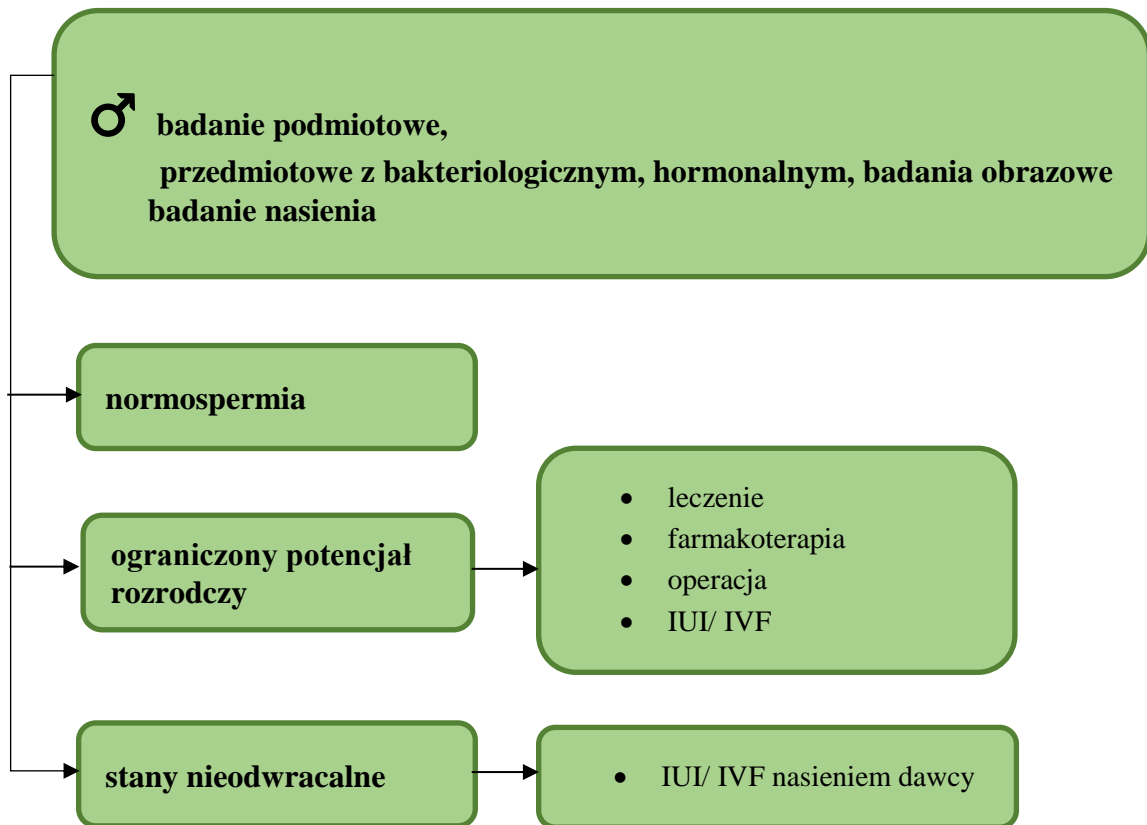 ♂ badanie podmiotowe,
przedmiotowe z bakteriologicznym, hormonalnym, badania obrazowe
badanie nasienia
normospermia
ograniczony potencjał
rozrodczy
• leczenie
• farmakoterapia
• operacja
• IUI/ IVF
stany nieodwracalne
• IUI/ IVF nasieniem dawcy